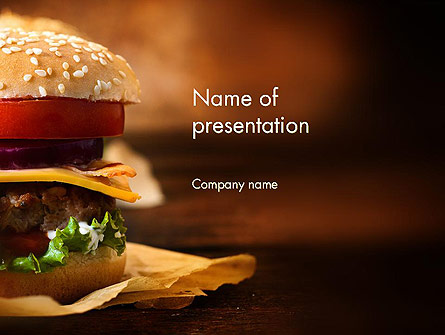 Name of
presentation
Company name